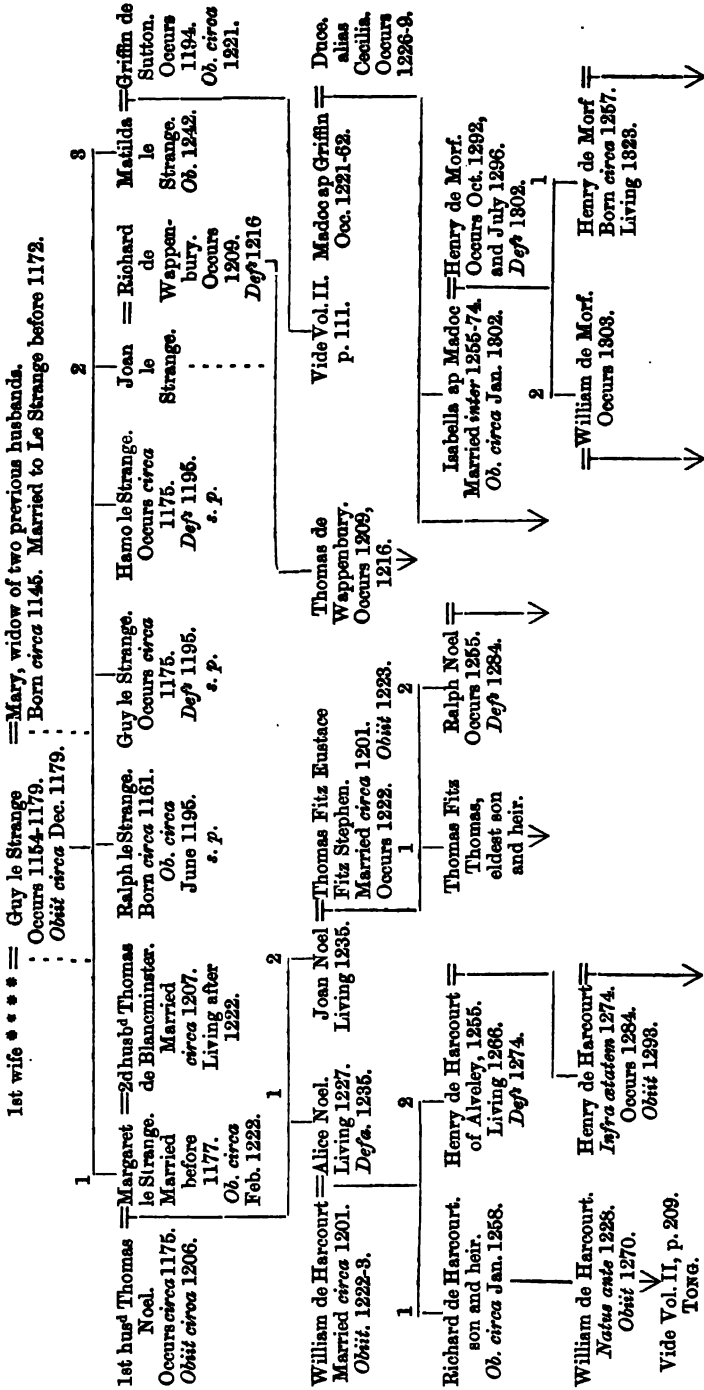 1st wife * * * * == Guy le Strange == Mary, widow of two previous husbands.
Occurs 1154-1179. Born circa 1145. Married to Le Strange before 1172.
Obiit circa Dec. 1179.
1
2
3
1st husd Thomas
Noel.
Occurs circa 1175.
Obiit circa 1206.
== Margaret
le Strange.
Married
before
1177.
Ob. circa
Feb. 1222.
== 2d husbd Thomas
de Blancminster.
Married
circa 1207.
Living after
1222.
Ralph le Strange.
Born circa 1161.
Ob. circa
June 1195.
s. p.
Guy le Strange.
Occurs circa
1175.
Defs 1195.
s. p.
Hamo le Strange.
Occurs circa
1175.
Defs 1195.
s. p.
Joan
le
Strange.
== Richard
de
Wappen-
bury.
Occurs
1209.
Defs 1216
Matilda
le
Strange.
Ob. 1242.
== Griffin de
Sutton.
Occurs
1194.
Ob. circa
1221.
1
2
William de Harcourt
Married circa 1201.
Obiit. 1222-3.
== Alice Noel.
Living 1227.
Defa. 1235.
Joan Noel
Living 1235.
== Thomas Fitz Eustace
Fitz Stephen.
Married circa 1201.
Occurs 1222. Obiit 1223.
Thomas de
Wappenbury.
Occurs 1209,
1216.
Vide Vol. II.
p. 111.
Madoc ap Griffin ==
Occ. 1221-62.
Duce.
alias
Cecilia.
Occurs
1226-9.
1
2
1
2
Richard de Harcourt.
son and heir.
Ob. circa Jan. 1258.
Henry de Harcourt ==
of Alveley, 1255.
Living 1266.
Defs 1274.
Thomas Fitz
Thomas,
eldest son
and heir.
Ralph Noel ==
Occurs 1255.
Defs 1284.
Isabella ap Madoc
Married inter 1255-74.
Ob. circa Jan. 1302.
== Henry de Morf.
Occurs Oct. 1292,
and July 1296.
Defs 1302.
2
1
William de Harcourt.
Natus ante 1228.
Obiit 1270.
Vide Vol. II, p. 209.
TONG.
Henry de Harcourt ==
Infra ætatem 1274.
Occurs 1284.
Obiit 1293.
== William de Morf.
Occurs 1303.
Henry de Morf ==
Born circa 1257.
Living 1323.